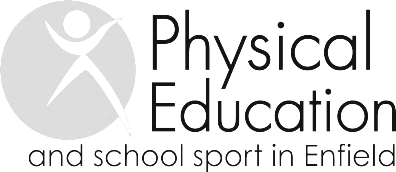 Physical
Education
and school sport in Enfield